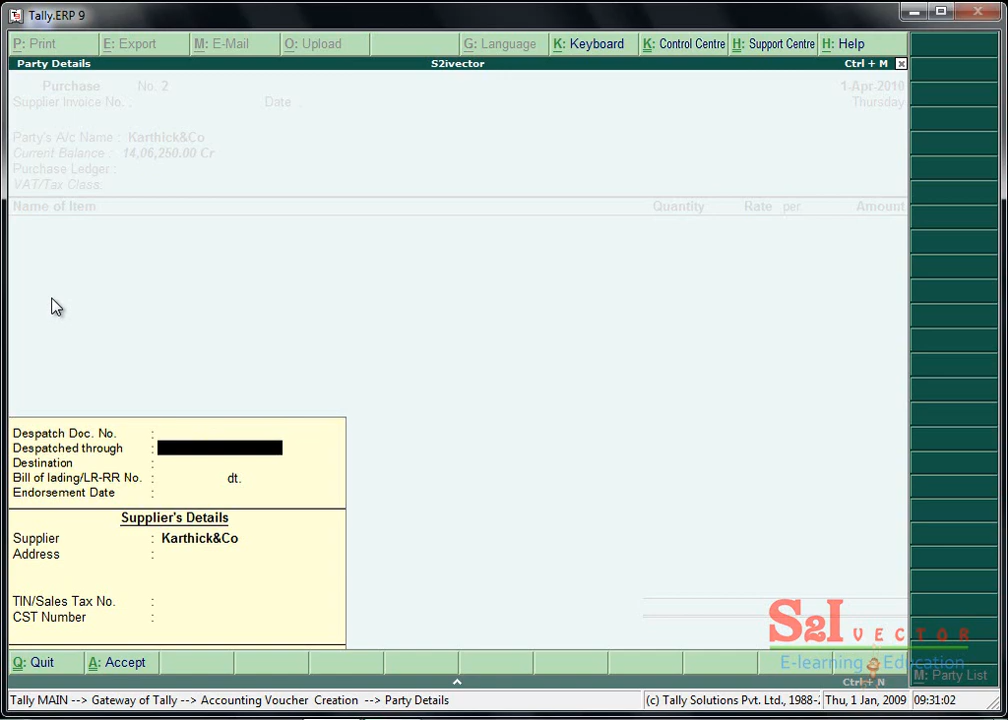 Tally.ERP 9
P: Print E: Export M: E-Mail O: Upload G: Language K: Keyboard K: Control Centre H: Support Centre H: Help
Party Details S2ivector Ctrl + M
Purchase No. 2 1-Apr-2010
Supplier Invoice No. . Date . Thursday
Party's A/c Name : Karthick&Co
Current Balance : 14,06,250.00 Cr
Purchase Ledger :
VAT/Tax Class:
Name of Item Quantity Rate per Amount
Despatch Doc. No. :
Despatched through :
Destination :
Bill of lading/LR-RR No. : dt.
Endorsement Date :
Supplier's Details
Supplier : Karthick&Co
Address :
TIN/Sales Tax No. :
CST Number :
S2I VECTOR
E-learning Education
Q: Quit A: Accept
M: Party List
Ctrl + N
Tally MAIN --> Gateway of Tally --> Accounting Voucher Creation --> Party Details (c) Tally Solutions Pvt. Ltd., 1988-2 Thu, 1 Jan, 2009 09:31:02